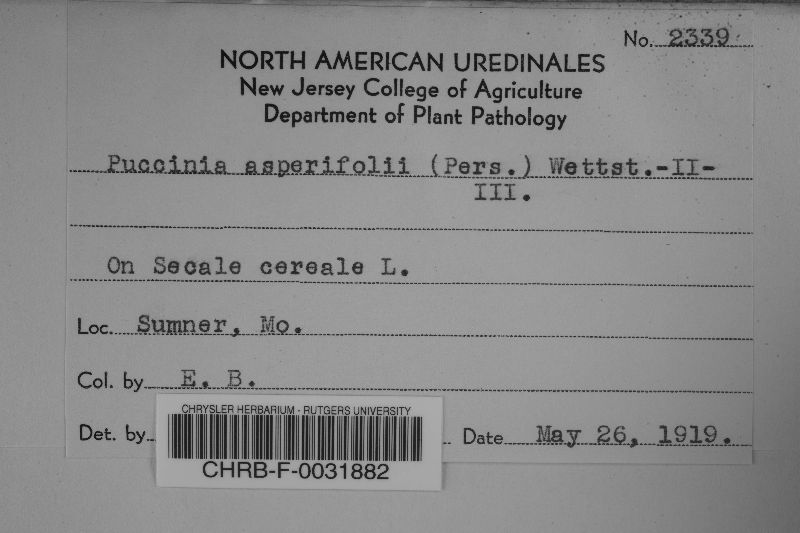 No. 2339
NORTH AMERICAN UREDINALES
New Jersey College of Agriculture
Department of Plant Pathology
Puccinia asperifolii (Pers.) Wettst.-II-
III.
On Secale cereale L.
Loc. Sumner, Mo.
Col. by E. B.
Det. by Date May 26, 1919.
CHRYSLER HERBARIUM - RUTGERS UNIVERSITY
CHRB-F-0031882